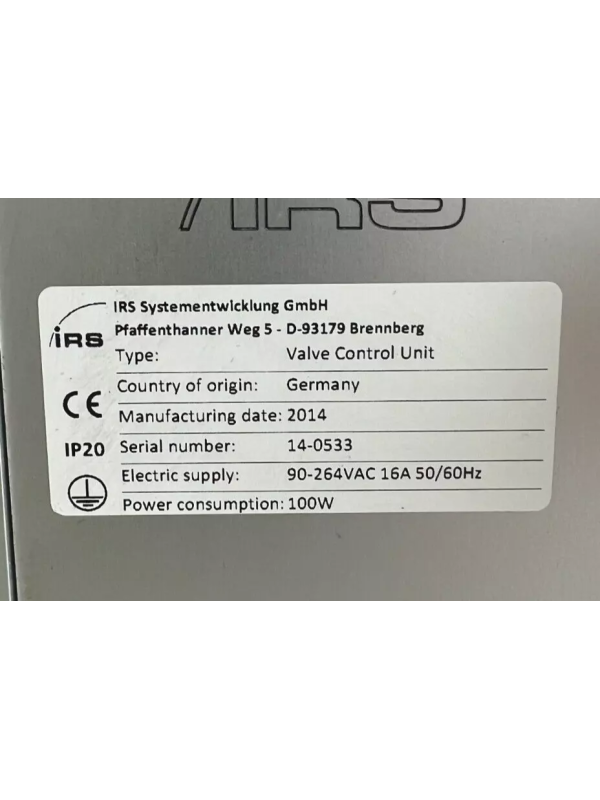 IRS
IRS Systementwicklung GmbH
Pfaffenthanner Weg 5 - D-93179 Brennberg
iRS
Type: Valve Control Unit
Country of origin: Germany
CE
Manufacturing date: 2014
IP20
Serial number: 14-0533
Electric supply: 90-264VAC 16A 50/60Hz
Power consumption: 100W